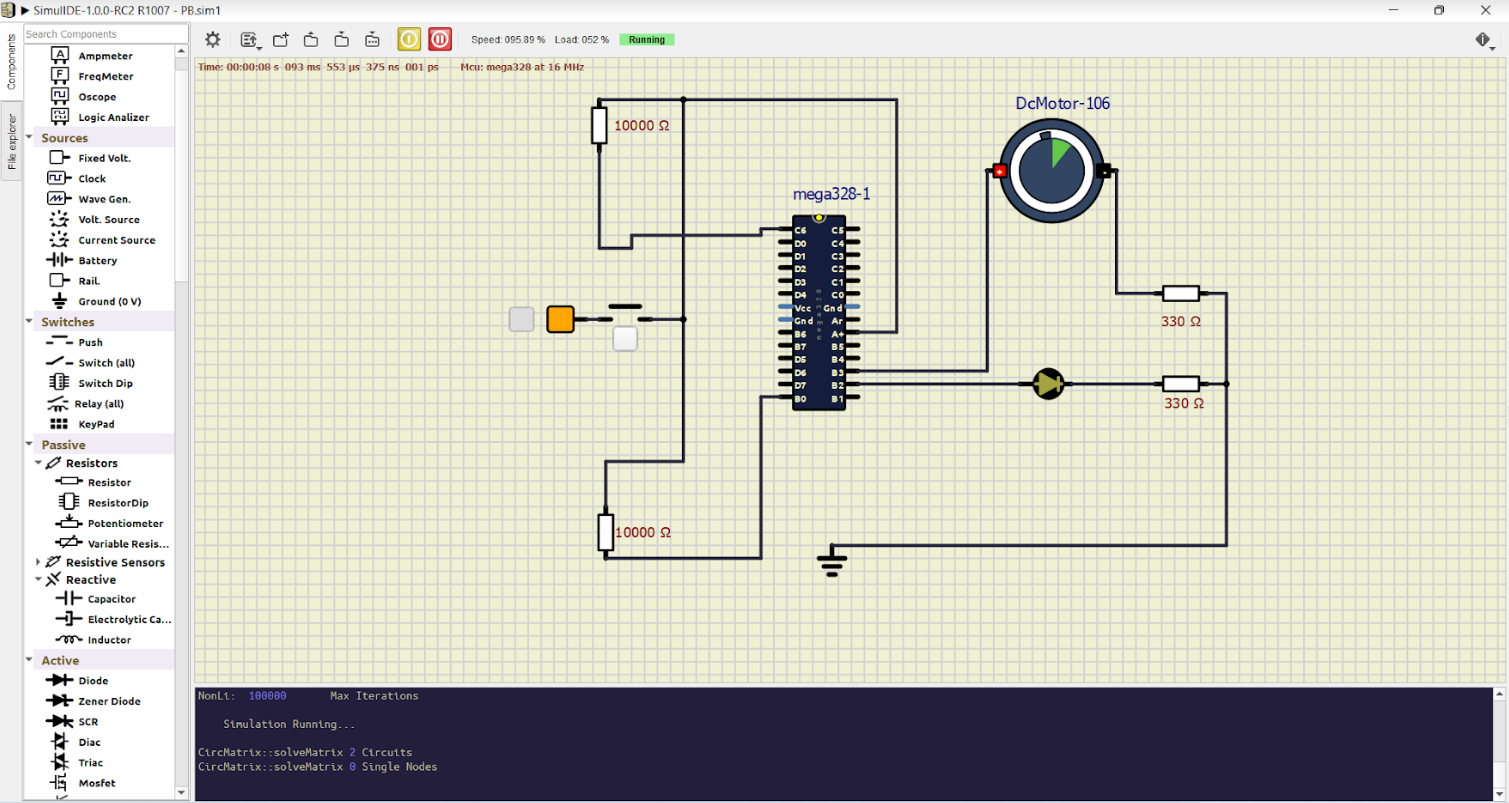 SimulIDE-1.0.0-RC2 R1007 - PB.sim1
Components
File explorer
Search Components
Ampmeter
FreqMeter
Oscope
Logic Analizer
Sources
Fixed Volt.
Clock
Wave Gen.
Volt. Source
Current Source
Battery
Rail.
Ground (0 V)
Switches
Push
Switch (all)
Switch Dip
Relay (all)
KeyPad
Passive
Resistors
Resistor
ResistorDip
Potentiometer
Variable Resis...
Resistive Sensors
Reactive
Capacitor
Electrolytic Ca...
Inductor
Active
Diode
Zener Diode
SCR
Diac
Triac
Mosfet
Speed: 095.89 % Load: 052 % Running
Time: 00:00:08 s 093 ms 553 µs 375 ns 001 ps Mcu: mega328 at 16 MHz
10000 Ω
DcMotor-106
+ -
mega328-1
C6 C5
D0 C4
D1 C3
D2 C2
D3 C1
D4 C0
Vcc Gnd
Gnd Ar
B6 A+
B7 B5
D5 B4
D6 B3
D7 B2
B0 B1
330 Ω
330 Ω
10000 Ω
NonLi: 100000 Max Iterations
Simulation Running...
CircMatrix::solveMatrix 2 Circuits
CircMatrix::solveMatrix 0 Single Nodes